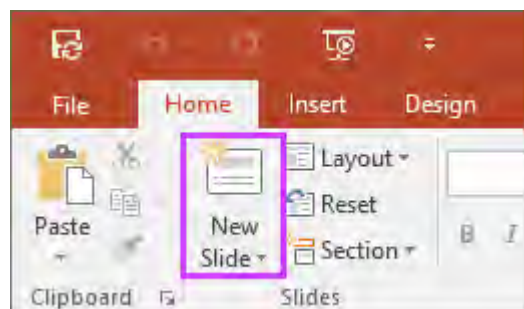 File Home Insert Design
Layout
Reset
Paste New
Slide Section B I
Clipboard Slides